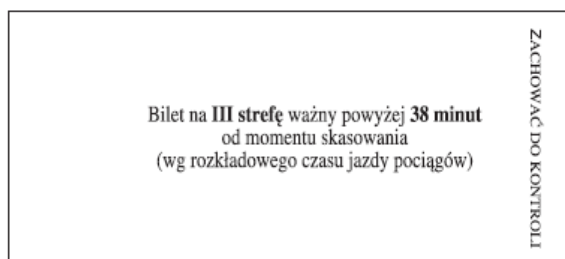 Bilet na III strefę ważny powyżej 38 minut
od momentu skasowania
(wg rozkładowego czasu jazdy pociągów)
ZACHOWAĆ DO KONTROLI